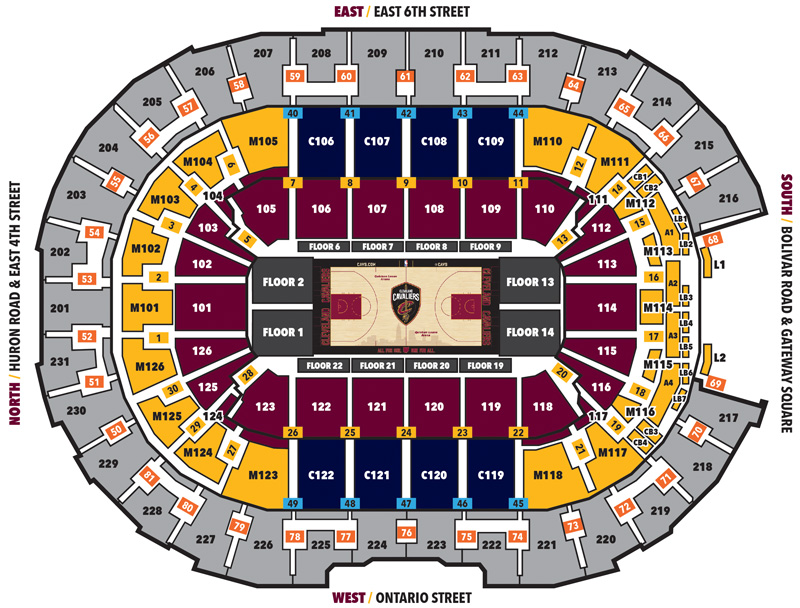 EAST / EAST 6TH STREET
207
208
209
210
211
212
206
213
205
214
204
215
203
216
202
201
231
230
217
229
218
228
219
227
220
226
225
224
223
222
221
59
60
61
62
63
58
64
57
65
56
66
55
67
54
68
53
52
51
69
50
70
81
71
80
72
79
73
78
77
76
75
74
40
41
42
43
44
M105
C106
C107
C108
C109
M110
M104
M111
M103
M112
M102
M113
M101
M114
M126
M115
M125
M116
M124
M117
M123
C122
C121
C120
C119
M118
49
48
47
46
45
6
12
4
14
3
15
2
16
1
17
30
18
29
19
27
21
CB1
CB2
CB3
CB4
LB1
LB2
LB3
LB4
LB5
LB6
LB7
A1
A2
A3
A4
L1
L2
7
8
9
10
11
104
105
106
107
108
109
110
111
103
112
5
13
102
113
101
114
126
115
125
116
28
20
124
123
122
121
120
119
118
117
26
25
24
23
22
FLOOR 6
FLOOR 7
FLOOR 8
FLOOR 9
FLOOR 2
FLOOR 13
FLOOR 1
FLOOR 14
FLOOR 22
FLOOR 21
FLOOR 20
FLOOR 19
CAVS.COM
CAVS
CLEVELAND CAVALIERS
CLEVELAND
CAVALIERS
NORTH / HURON ROAD & EAST 4TH STREET
SOUTH / BOLIVAR ROAD & GATEWAY SQUARE
WEST / ONTARIO STREET